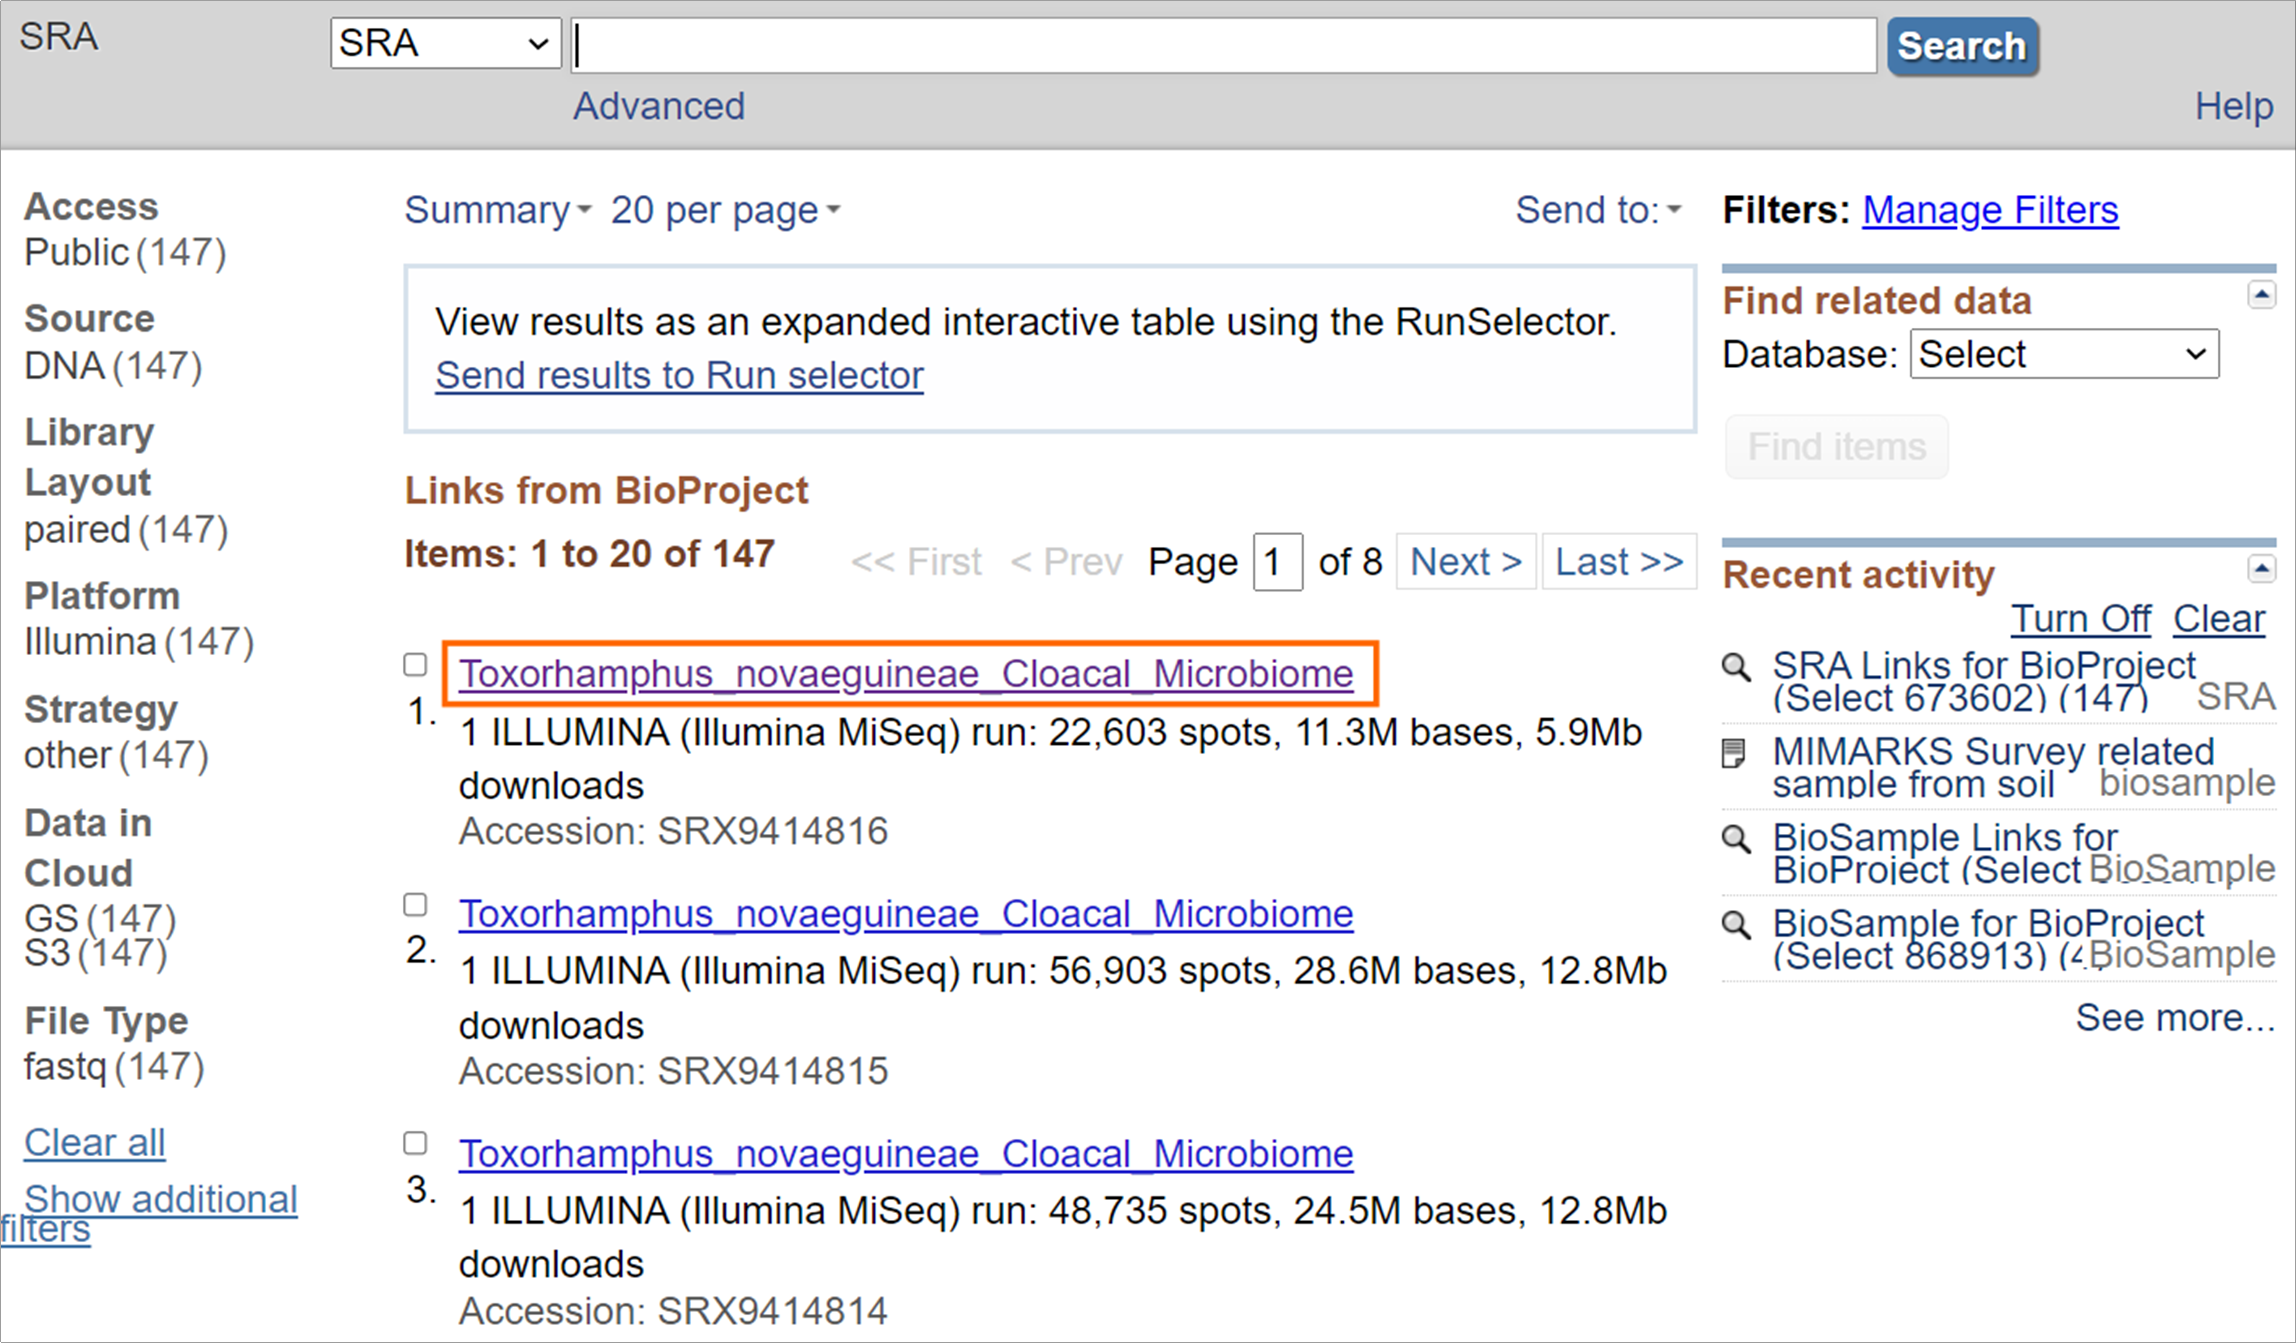 SRA
SRA
Search
Advanced
Help
Access
Public (147)
Source
DNA (147)
Library
Layout
paired (147)
Platform
Illumina (147)
Strategy
other (147)
Data in
Cloud
GS (147)
S3 (147)
File Type
fastq (147)
Clear all
Show additional
filters
Summary
20 per page
Send to:
View results as an expanded interactive table using the RunSelector.
Send results to Run selector
Links from BioProject
Items: 1 to 20 of 147
<< First < Prev Page 1 of 8 Next > Last >>
Toxorhamphus_novaeguineae_Cloacal_Microbiome
1.
1 ILLUMINA (Illumina MiSeq) run: 22,603 spots, 11.3M bases, 5.9Mb
downloads
Accession: SRX9414816
Toxorhamphus_novaeguineae_Cloacal_Microbiome
2.
1 ILLUMINA (Illumina MiSeq) run: 56,903 spots, 28.6M bases, 12.8Mb
downloads
Accession: SRX9414815
Toxorhamphus_novaeguineae_Cloacal_Microbiome
3.
1 ILLUMINA (Illumina MiSeq) run: 48,735 spots, 24.5M bases, 12.8Mb
downloads
Accession: SRX9414814
Filters: Manage Filters
Find related data
Database: Select
Find items
Recent activity
Turn Off Clear
SRA Links for BioProject
(Select 673602) (147) SRA
MIMARKS Survey related
sample from soil biosample
BioSample Links for
BioProject (Select BioSample
BioSample for BioProject
(Select 868913) (4 BioSample
See more...